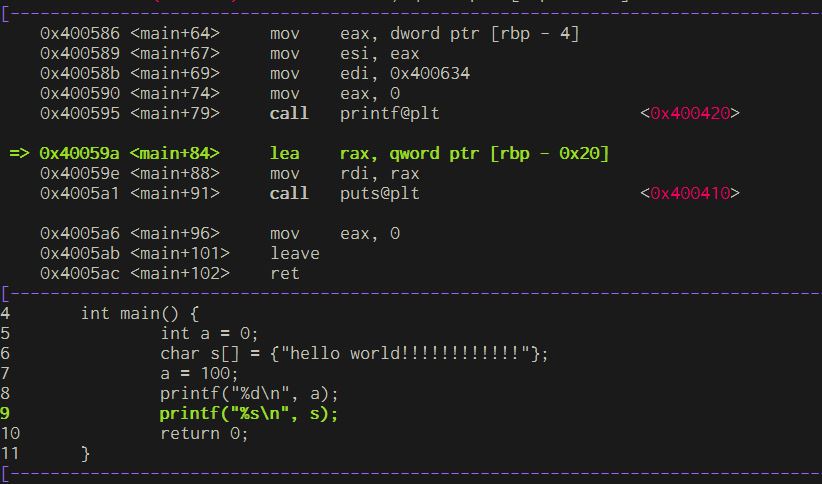 0x400586 <main+64>     mov    eax, dword ptr [rbp - 4]
0x400589 <main+67>     mov    esi, eax
0x40058b <main+69>     mov    edi, 0x400634
0x400590 <main+74>     mov    eax, 0
0x400595 <main+79>     call   printf@plt                    <0x400420>
=> 0x40059a <main+84>     lea    rax, qword ptr [rbp - 0x20]
0x40059e <main+88>     mov    rdi, rax
0x4005a1 <main+91>     call   puts@plt                      <0x400410>
0x4005a6 <main+96>     mov    eax, 0
0x4005ab <main+101>    leave
0x4005ac <main+102>    ret
4       int main() {
5               int a = 0;
6               char s[] = {"hello world!!!!!!!!!!!!"};
7               a = 100;
8               printf("%d\n", a);
9               printf("%s\n", s);
10              return 0;
11      }